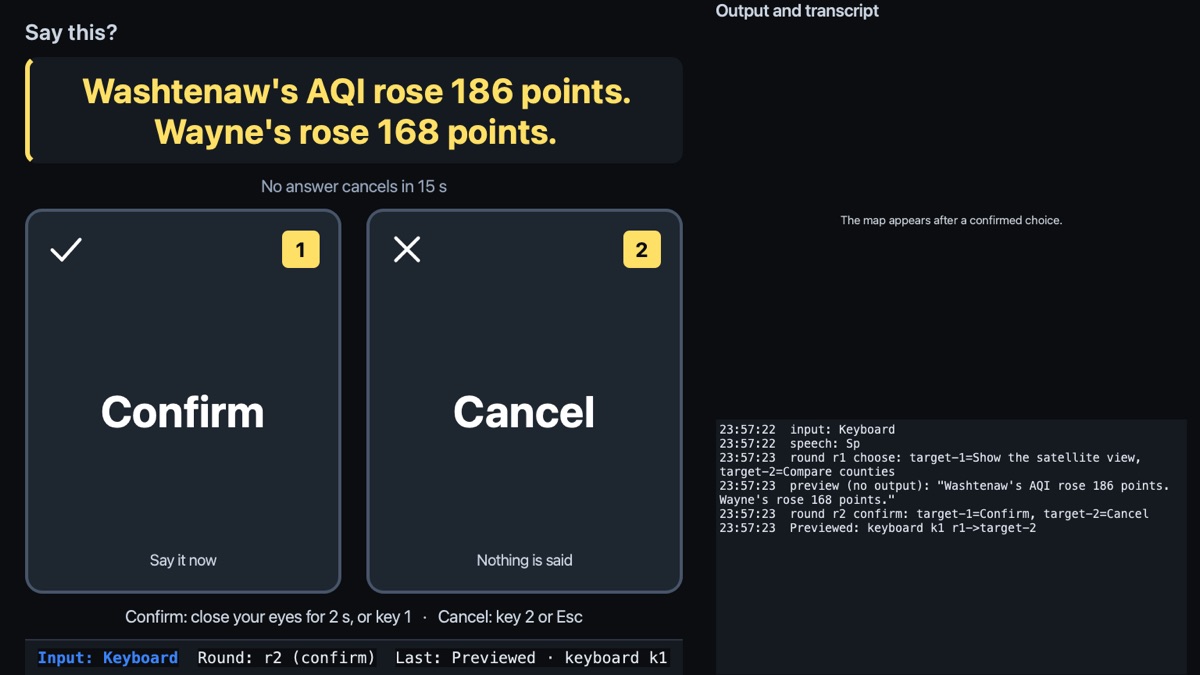 Say this?
Washtenaw's AQI rose 186 points.
Wayne's rose 168 points.
No answer cancels in 15 s
1
Confirm
Say it now
2
Cancel
Nothing is said
Confirm: close your eyes for 2 s, or key 1 · Cancel: key 2 or Esc
Input: Keyboard Round: r2 (confirm) Last: Previewed · keyboard k1
Output and transcript
The map appears after a confirmed choice.
23:57:22 input: Keyboard
23:57:22 speech: Sp
23:57:23 round r1 choose: target-1=Show the satellite view,
target-2=Compare counties
23:57:23 preview (no output): "Washtenaw's AQI rose 186 points.
Wayne's rose 168 points."
23:57:23 round r2 confirm: target-1=Confirm, target-2=Cancel
23:57:23 Previewed: keyboard k1 r1->target-2